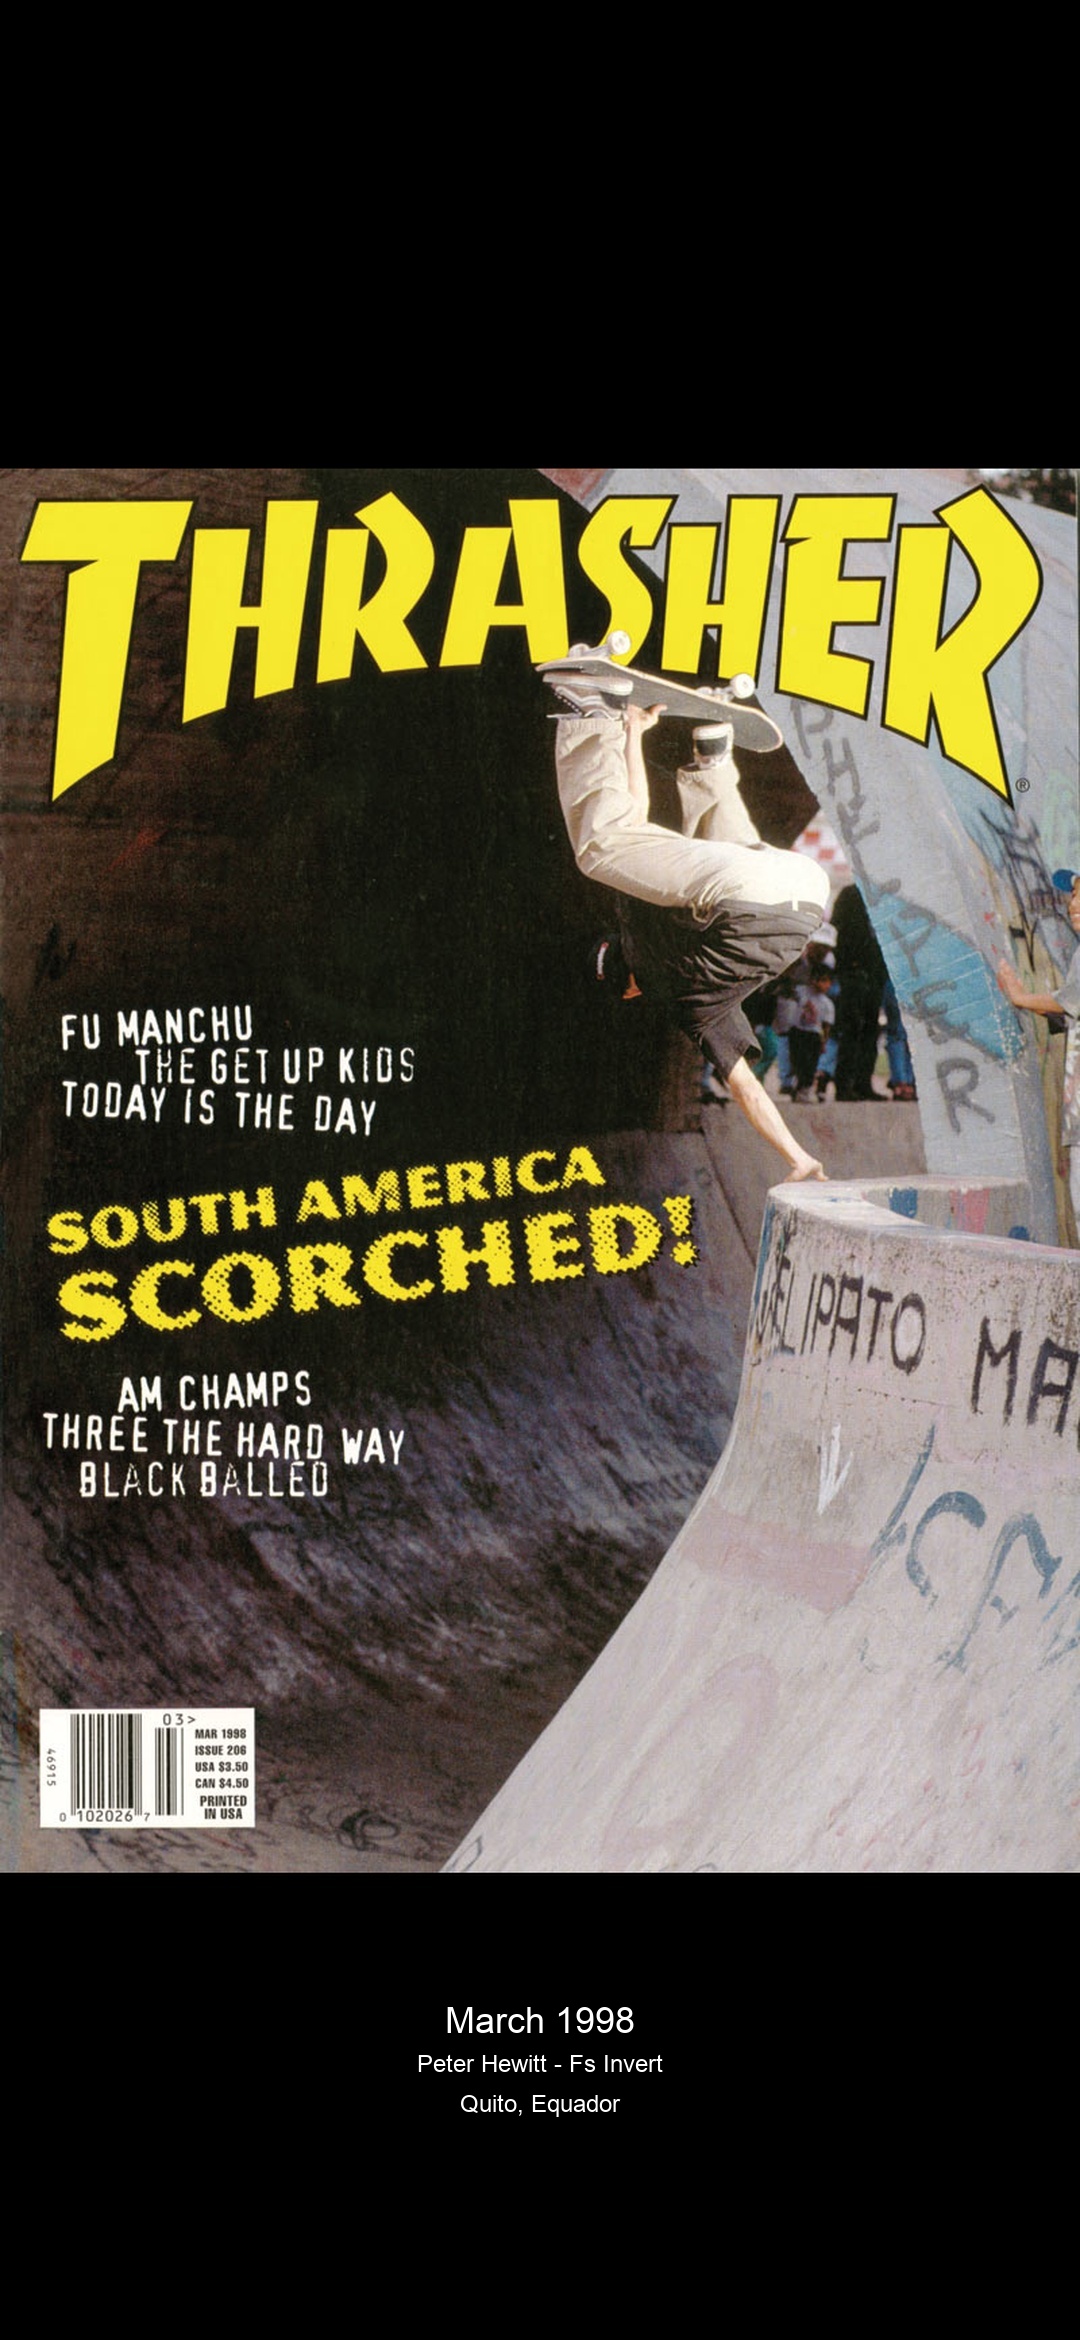 THRASHER
®
PHELPER
FU MANCHU
THE GET UP KIDS
TODAY IS THE DAY
SOUTH AMERICA
SCORCHED!
AM CHAMPS
THREE THE HARD WAY
BLACK BALLED
03>
MAR 1998
ISSUE 206
USA $3.50
CAN $4.50
PRINTED
IN USA
46915
0 102026 7
March 1998
Peter Hewitt - Fs Invert
Quito, Equador